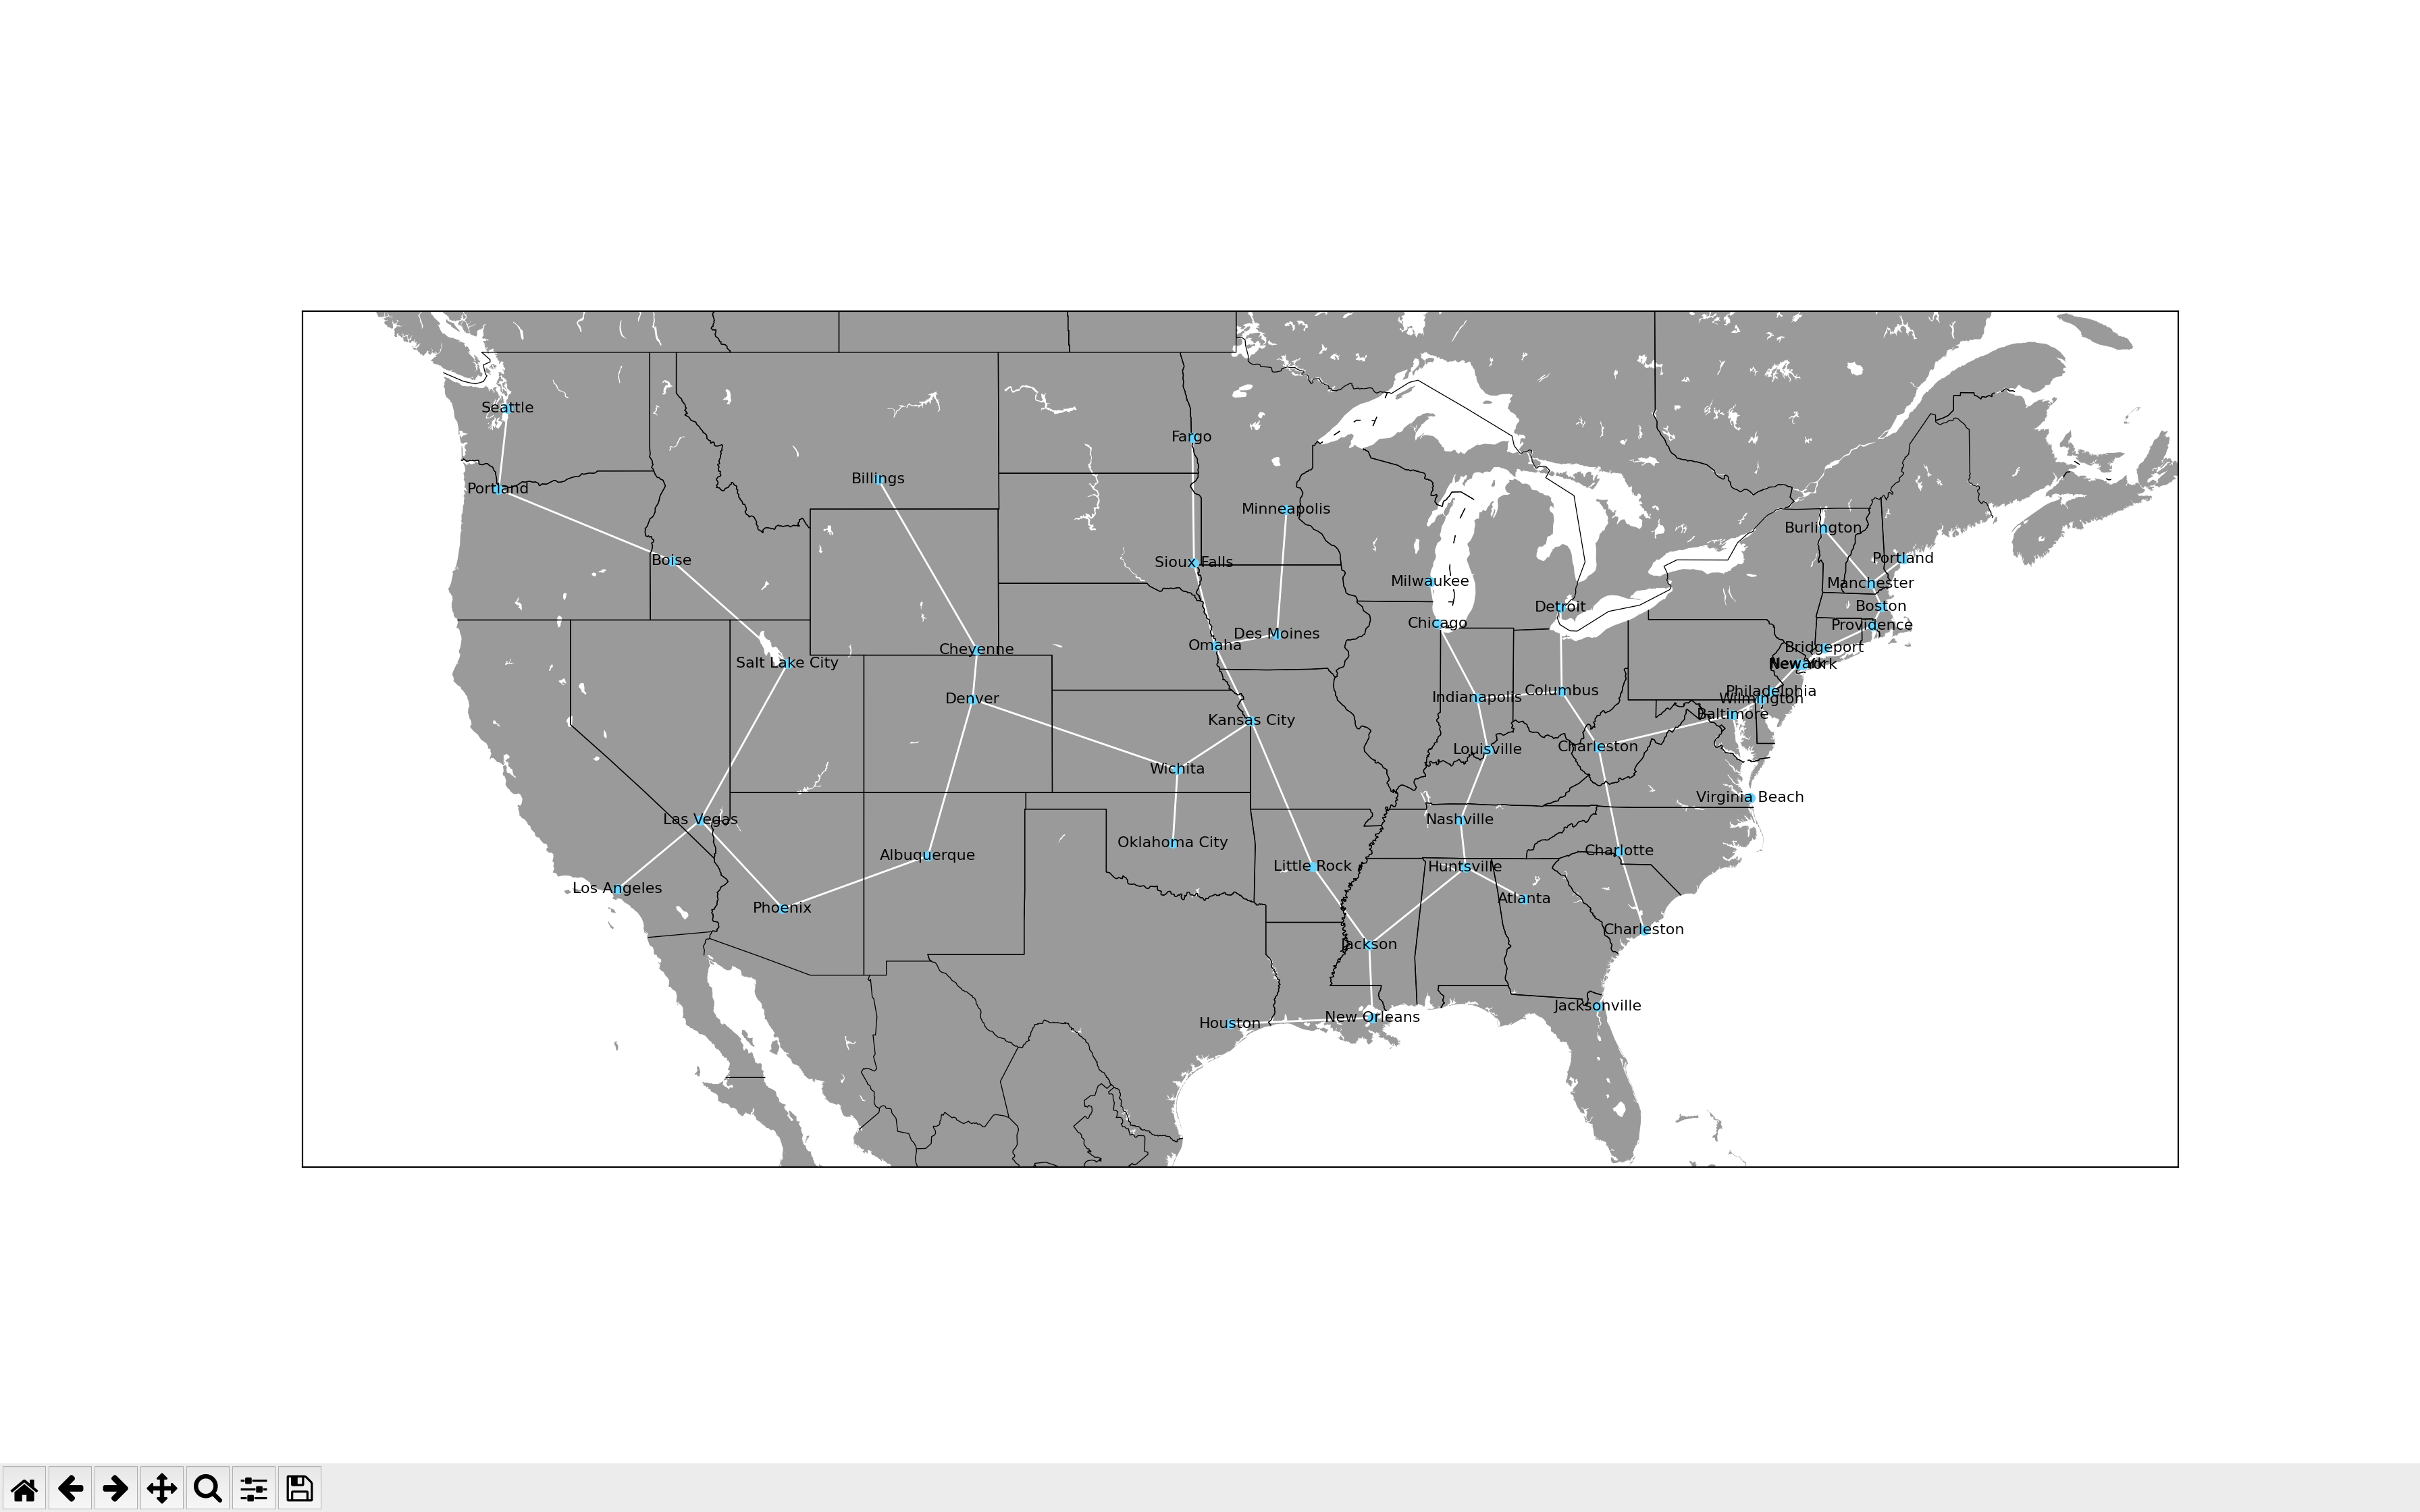 Seattle
Fargo
Billings
Portland
Minneapolis
Burlington
Portland
Boise
Sioux Falls
Milwaukee
Manchester
Detroit
Boston
Chicago
Providence
Des Moines
Omaha
Bridgeport
Cheyenne
Salt Lake City
Newark
New York
Denver
Columbus
Philadelphia
Indianapolis
Wilmington
Baltimore
Kansas City
Charleston
Louisville
Wichita
Virginia Beach
Las Vegas
Nashville
Oklahoma City
Charlotte
Albuquerque
Little Rock
Huntsville
Los Angeles
Atlanta
Phoenix
Charleston
Jackson
Jacksonville
New Orleans
Houston